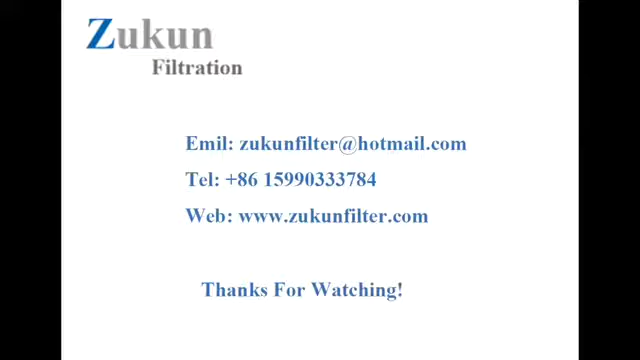 Zukun
Filtration
Emil: zukunfilter@hotmail.com
Tel: +86 15990333784
Web: www.zukunfilter.com
Thanks For Watching!